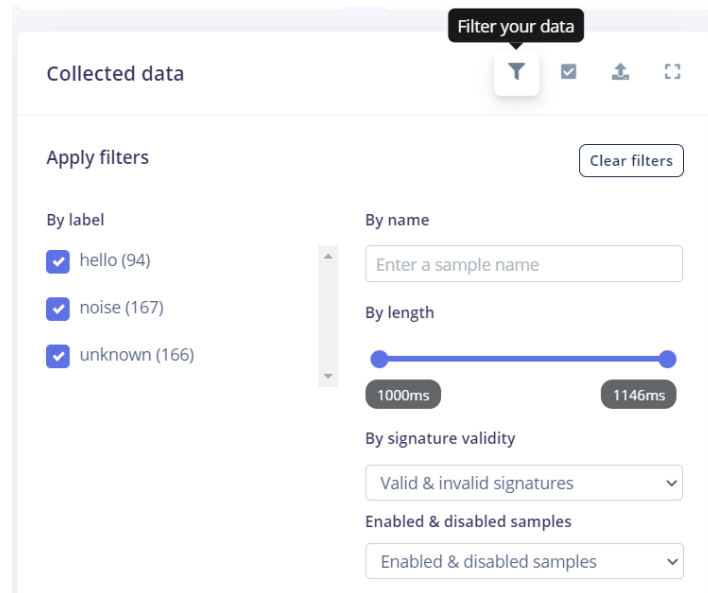 Filter your data
Collected data
Apply filters
Clear filters
By label
hello (94)
noise (167)
unknown (166)
By name
Enter a sample name
By length
1000ms
1146ms
By signature validity
Valid & invalid signatures
Enabled & disabled samples
Enabled & disabled samples